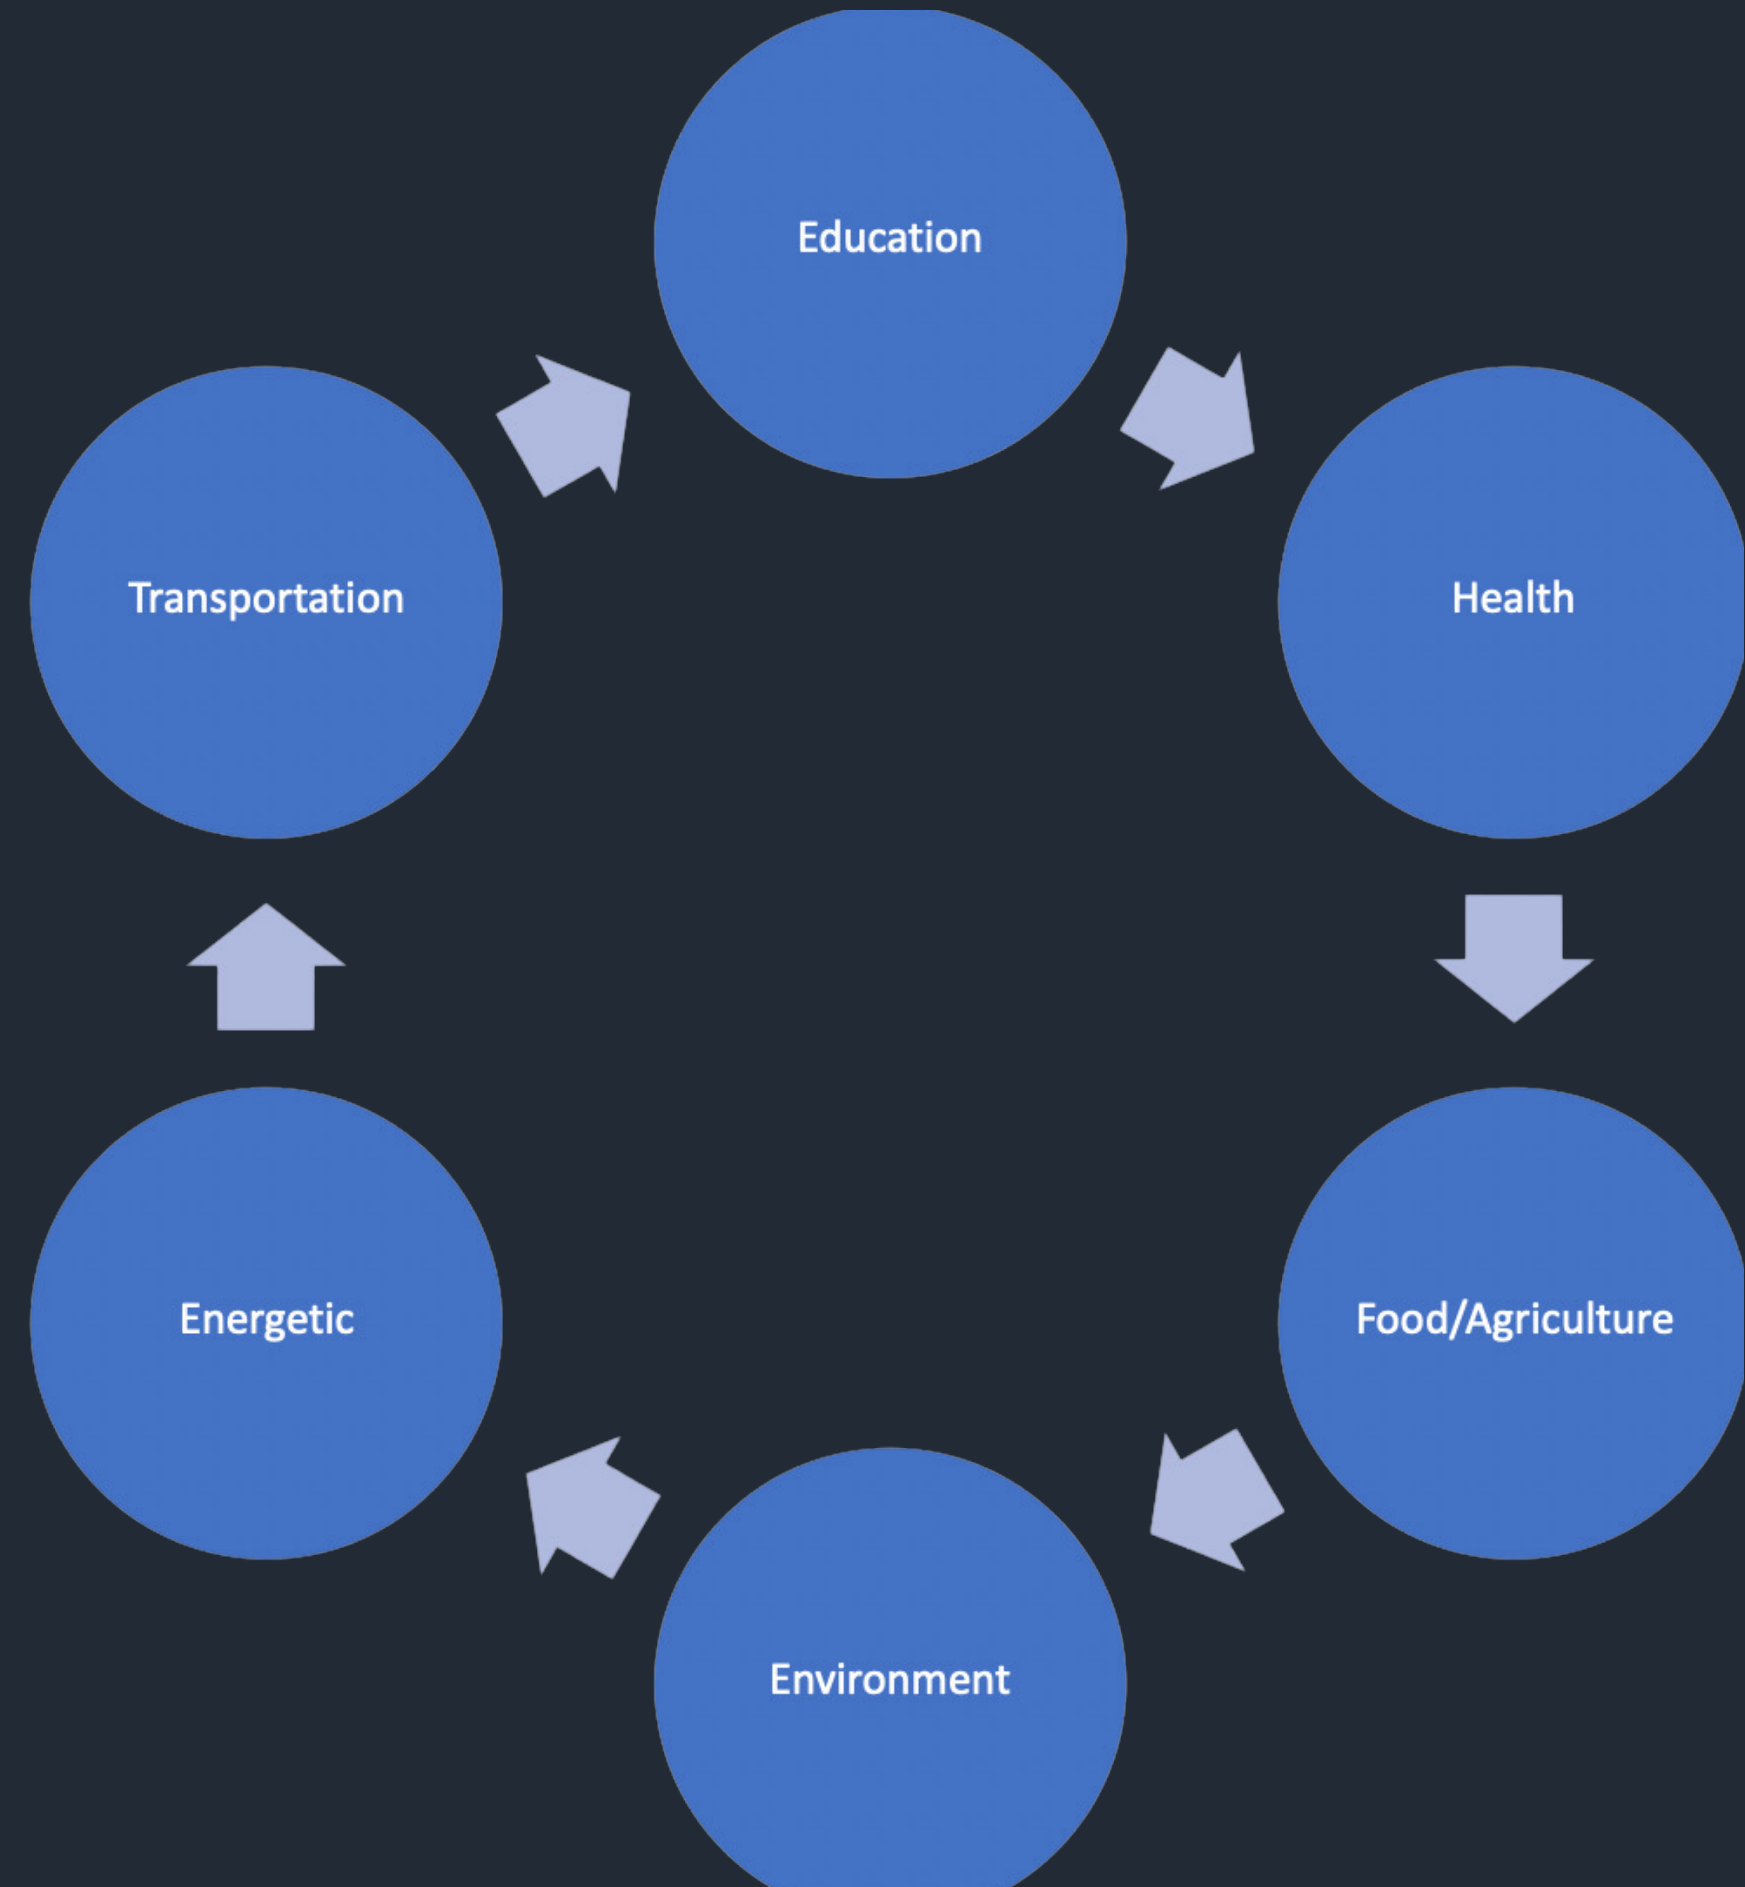 Education
Health
Food/Agriculture
Environment
Energetic
Transportation